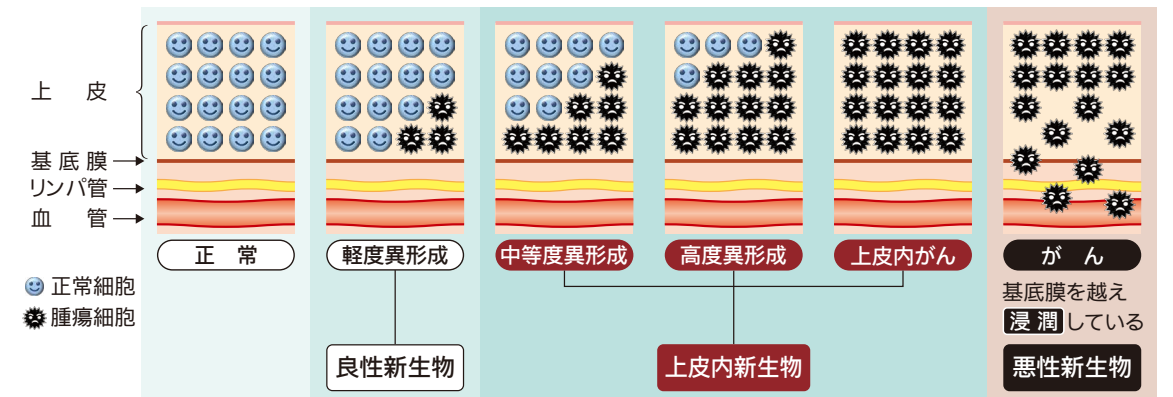 上皮
基底膜
リンパ管
血管
正常細胞
腫瘍細胞
正常
軽度異形成
中等度異形成
高度異形成
上皮内がん
がん
基底膜を越え
浸潤している
良性新生物
上皮内新生物
悪性新生物